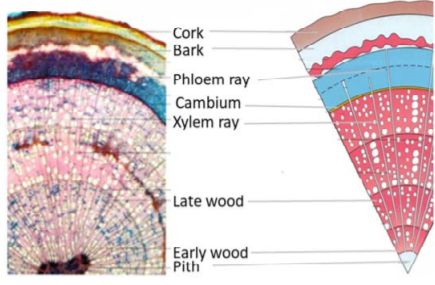 Cork
Bark
Phloem ray
Cambium
Xylem ray
Late wood
Early wood
Pith